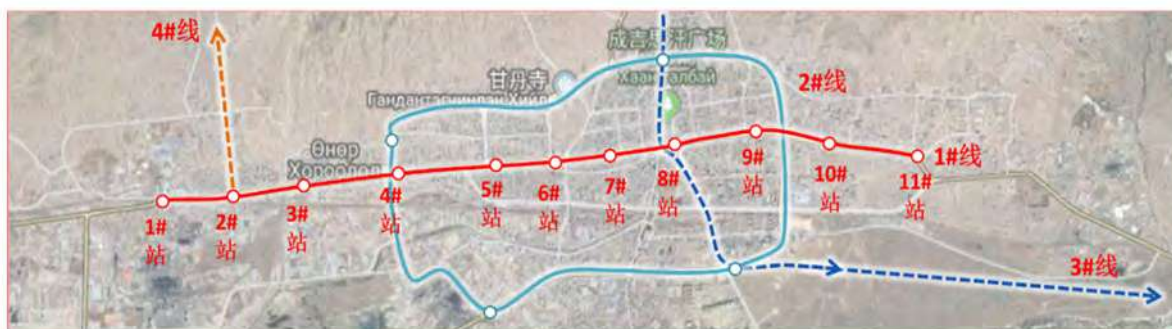 4#线
成吉思汗广场
甘丹寺
Гандантэгчинлэн Хийд
2#线
Өнөр
Хороолол
1#线
1#
站
2#
站
3#
站
4#
站
5#
站
6#
站
7#
站
8#
站
9#
站
10#
站
11#
站
3#线